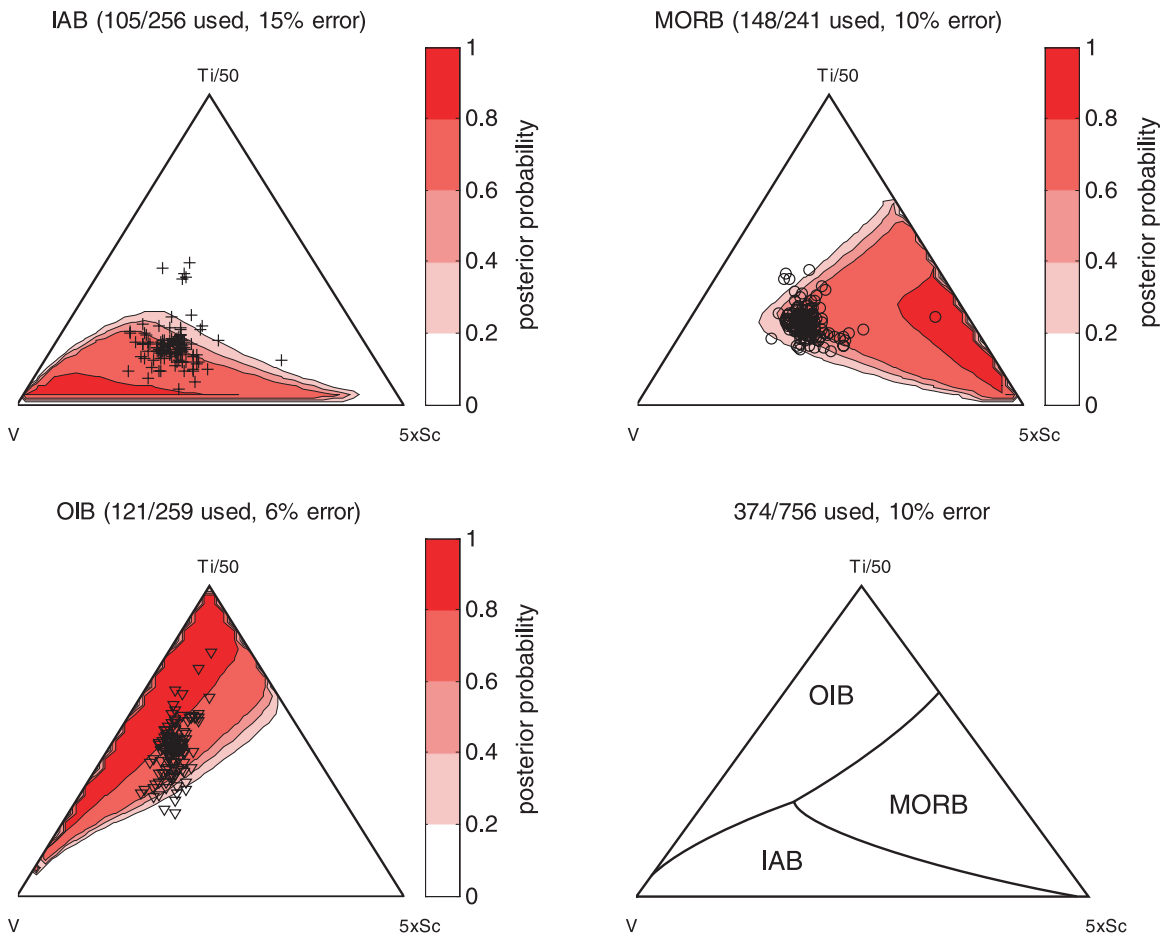 IAB (105/256 used, 15% error)
Ti/50
V
5xSc
1
0.8
0.6
0.4
0.2
0
posterior probability
MORB (148/241 used, 10% error)
Ti/50
V
5xSc
1
0.8
0.6
0.4
0.2
0
posterior probability
OIB (121/259 used, 6% error)
Ti/50
V
5xSc
1
0.8
0.6
0.4
0.2
0
posterior probability
374/756 used, 10% error
Ti/50
OIB
MORB
IAB
V
5xSc